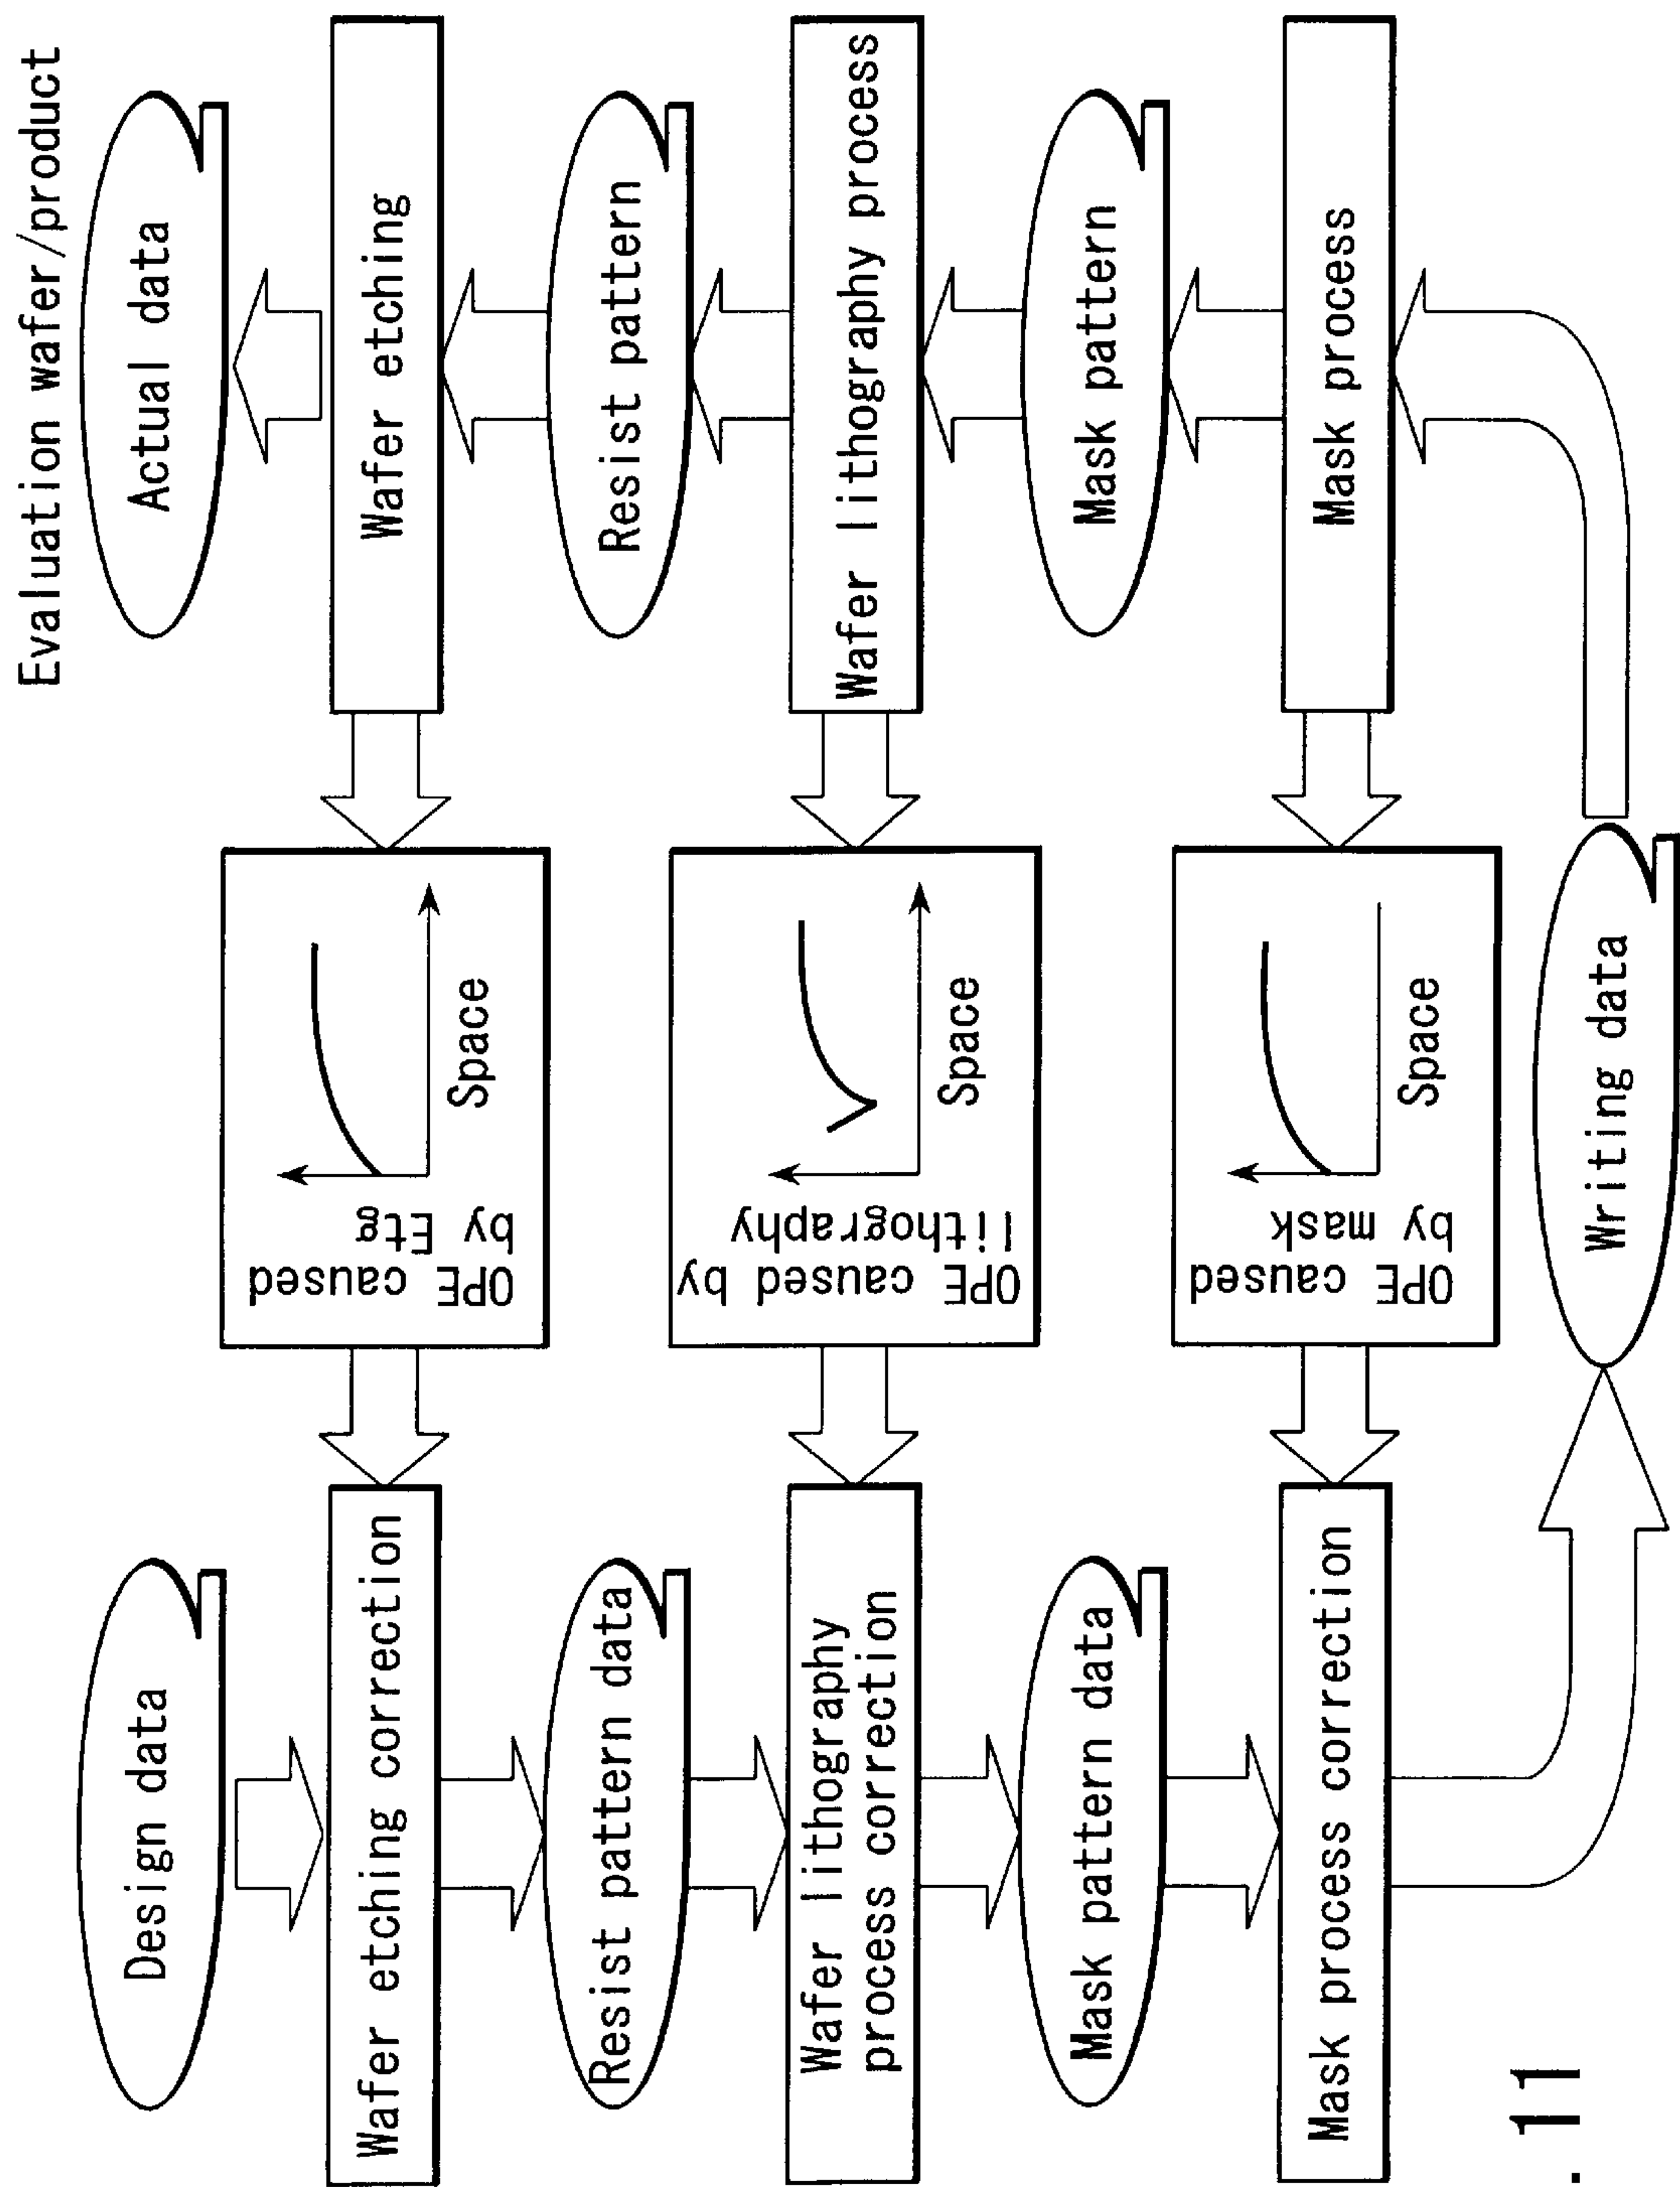 Evaluation wafer/product
Design data
Actual data
Wafer etching correction
OPE caused
by Etg
Space
Wafer etching
Resist pattern data
Resist pattern
Wafer lithography
process correction
OPE caused by
lithography
Space
Wafer lithography process
Mask pattern data
Mask pattern
Mask process correction
OPE caused
by mask
Space
Mask process
Writing data
. 11